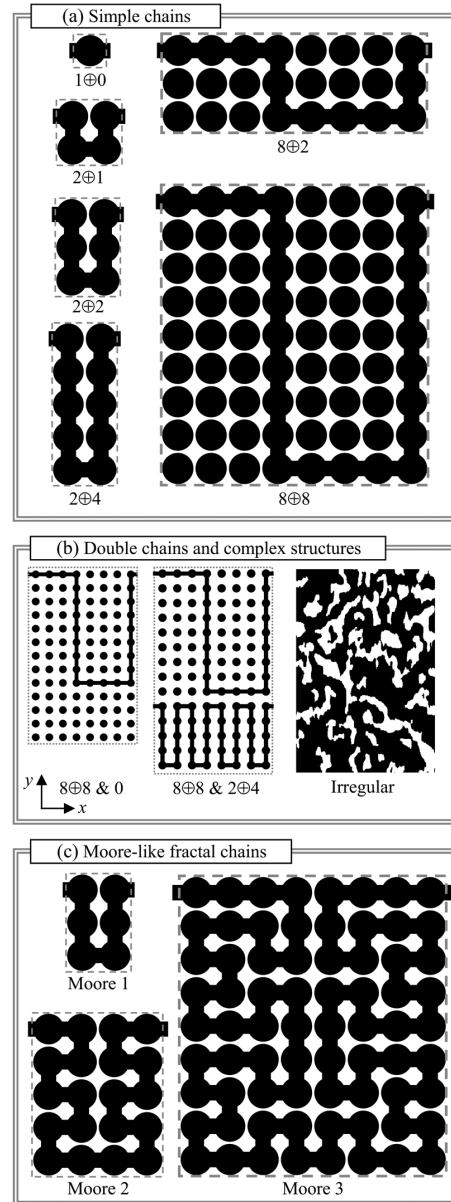 (a) Simple chains
1⊕0
8⊕2
2⊕1
2⊕2
2⊕4
8⊕8
(b) Double chains and complex structures
y
x
8⊕8 & 0
8⊕8 & 2⊕4
Irregular
(c) Moore-like fractal chains
Moore 1
Moore 2
Moore 3